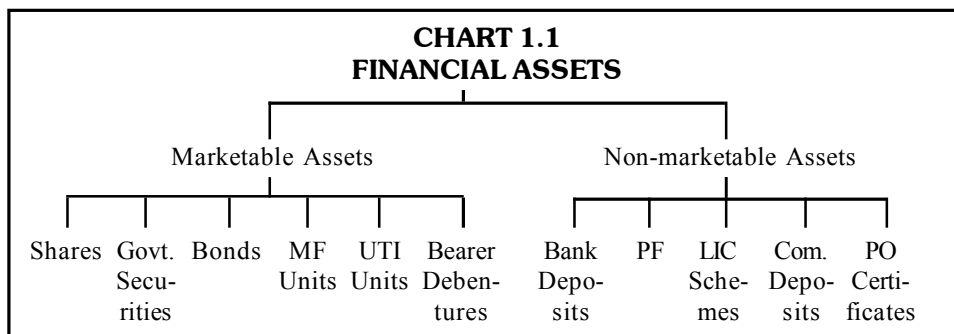 CHART 1.1
FINANCIAL ASSETS
Marketable Assets
Non-marketable Assets
Shares
Govt.
Secu-
rities
Bonds
MF
Units
UTI
Units
Bearer
Deben-
tures
Bank
Depo-
sits
PF
LIC
Sche-
mes
Com.
Depo-
sits
PO
Certi-
ficates